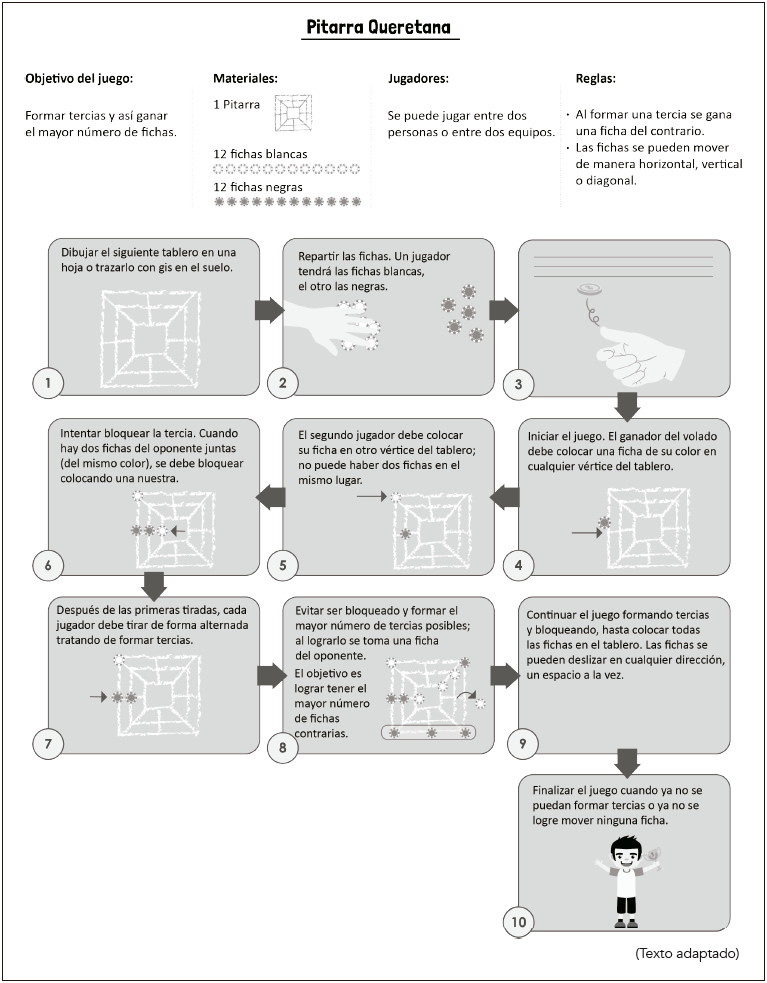 Pitarra Queretana
Objetivo del juego:
Formar tercias y así ganar
el mayor número de fichas.
Materiales:
1 Pitarra
12 fichas blancas
12 fichas negras
Jugadores:
Se puede jugar entre dos
personas o entre dos equipos.
Reglas:
· Al formar una tercia se gana
una ficha del contrario.
· Las fichas se pueden mover
de manera horizontal, vertical
o diagonal.
Dibujar el siguiente tablero en una
hoja o trazarlo con gis en el suelo.
1
Repartir las fichas. Un jugador
tendrá las fichas blancas,
el otro las negras.
2
3
Iniciar el juego. El ganador del volado
debe colocar una ficha de su color en
cualquier vértice del tablero.
4
El segundo jugador debe colocar
su ficha en otro vértice del tablero;
no puede haber dos fichas en el
mismo lugar.
5
Intentar bloquear la tercia. Cuando
hay dos fichas del oponente juntas
(del mismo color), se debe bloquear
colocando una nuestra.
6
Después de las primeras tiradas, cada
jugador debe tirar de forma alternada
tratando de formar tercias.
7
Evitar ser bloqueado y formar el
mayor número de tercias posibles;
al lograrlo se toma una ficha
del oponente.
El objetivo es
lograr tener el
mayor número
de fichas
contrarias.
8
Continuar el juego formando tercias
y bloqueando, hasta colocar todas
las fichas en el tablero. Las fichas se
pueden deslizar en cualquier dirección,
un espacio a la vez.
9
Finalizar el juego cuando ya no se
puedan formar tercias o ya no se
logre mover ninguna ficha.
10
(Texto adaptado)